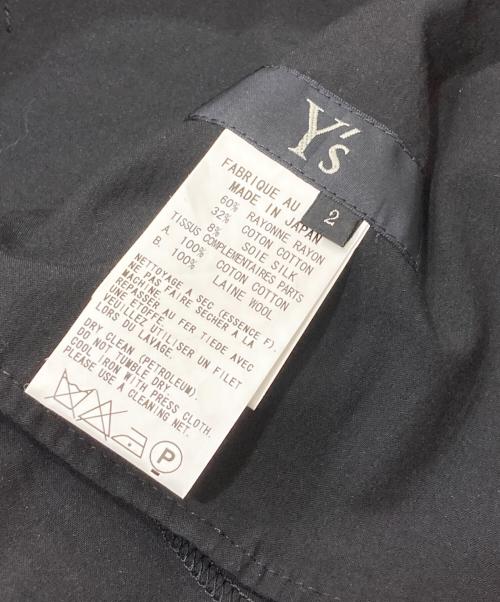 Y's
2
FABRIQUE AU
MADE IN JAPAN
60% RAYONNE RAYON
32% COTON COTTON
8% SOIE SILK
TISSUS COMPLEMENTAIRES PARTS
A. 100% COTON COTTON
B. 100% LAINE WOOL
NETTOYAGE A SEC (ESSENCE F).
NE PAS FAIRE SECHER A LA
MACHINE.
REPASSER AU FER TIEDE AVEC
UNE ETOFFE.
VEUILLEZ UTILISER UN FILET
LORS DU LAVAGE.
DRY CLEAN (PETROLEUM).
DO NOT TUMBLE DRY.
COOL IRON WITH PRESS CLOTH.
PLEASE USE A CLEANING NET.
P